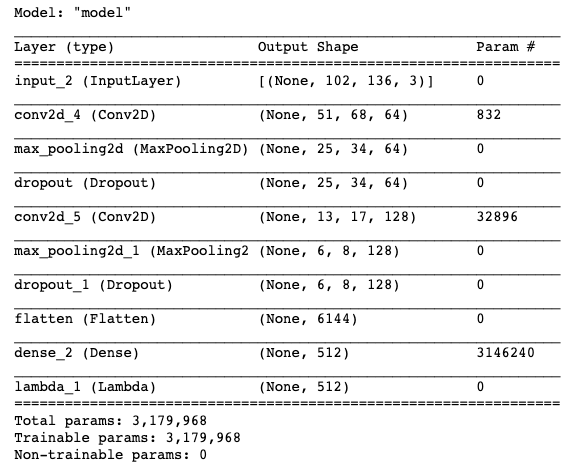 Model: "model"
Layer (type) Output Shape Param #
input_2 (InputLayer) [(None, 102, 136, 3)] 0
conv2d_4 (Conv2D) (None, 51, 68, 64) 832
max_pooling2d (MaxPooling2D) (None, 25, 34, 64) 0
dropout (Dropout) (None, 25, 34, 64) 0
conv2d_5 (Conv2D) (None, 13, 17, 128) 32896
max_pooling2d_1 (MaxPooling2 (None, 6, 8, 128) 0
dropout_1 (Dropout) (None, 6, 8, 128) 0
flatten (Flatten) (None, 6144) 0
dense_2 (Dense) (None, 512) 3146240
lambda_1 (Lambda) (None, 512) 0
Total params: 3,179,968
Trainable params: 3,179,968
Non-trainable params: 0